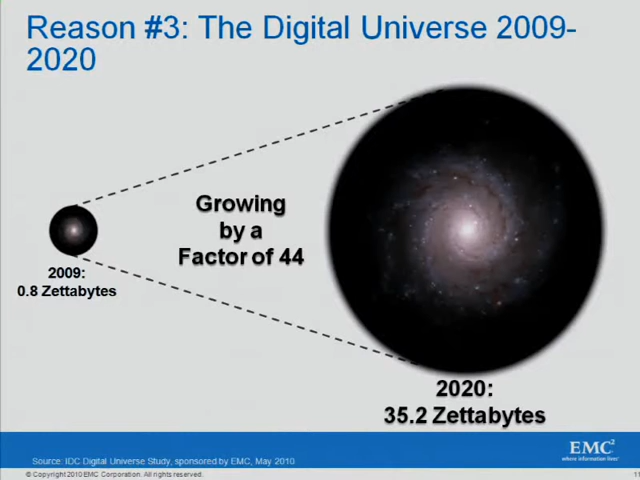 Reason #3: The Digital Universe 2009-
2020
Growing
by a
Factor of 44
2009:
0.8 Zettabytes
2020:
35.2 Zettabytes
EMC²
where information lives®
Source: IDC Digital Universe Study, sponsored by EMC, May 2010
© Copyright 2010 EMC Corporation. All rights reserved.
11